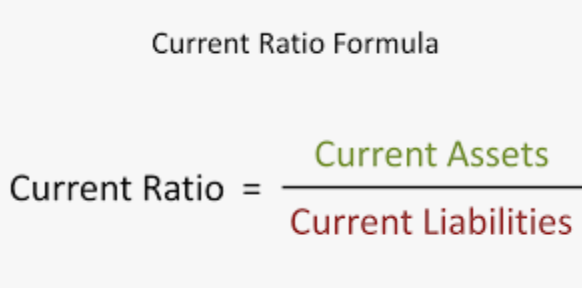 Current Ratio Formula
Current Assets
Current Ratio =
Current Liabilities